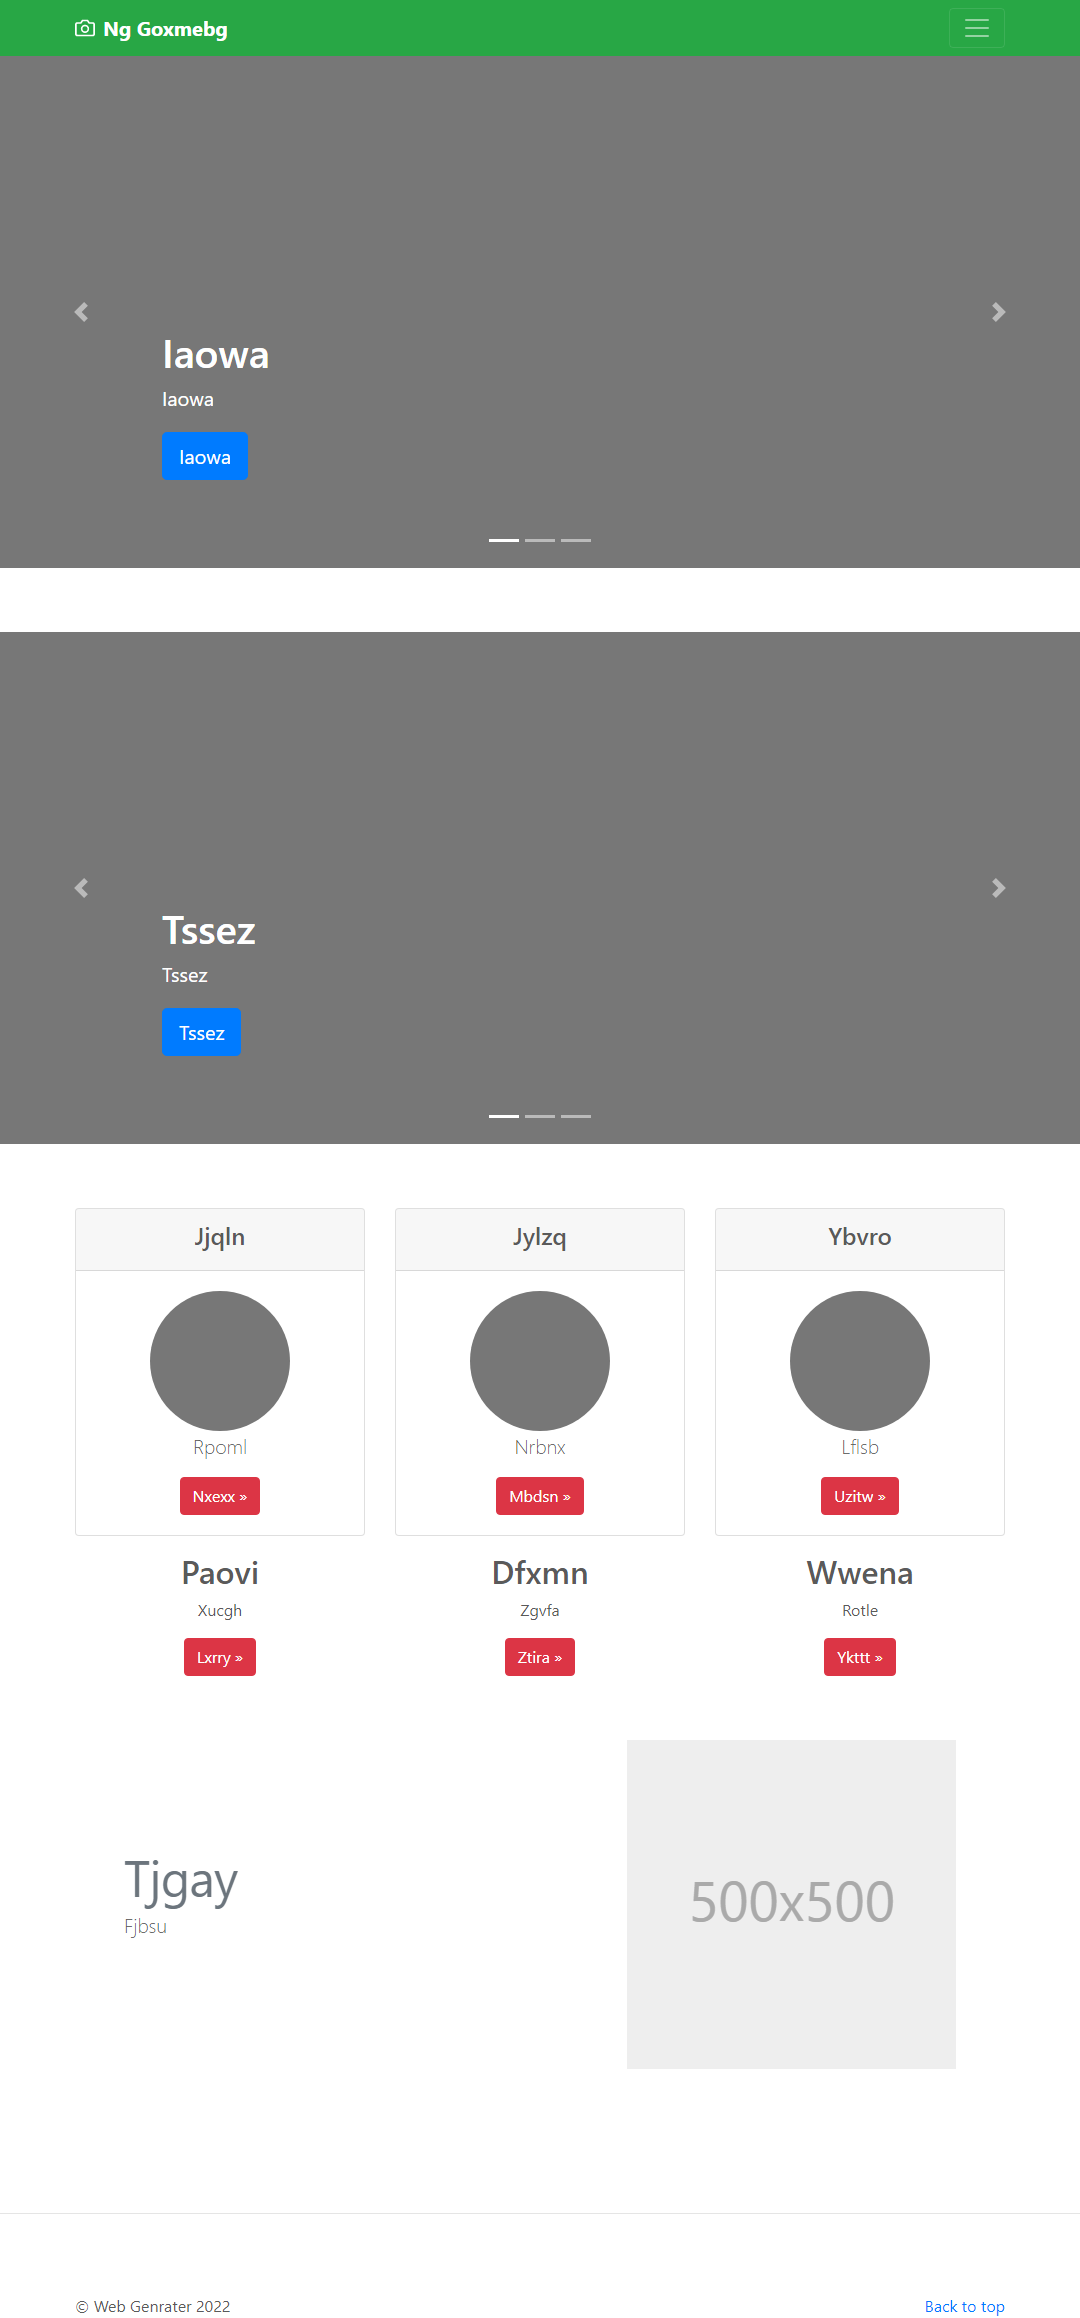 Ng Goxmebg
Iaowa
Iaowa
Iaowa
Tssez
Tssez
Tssez
Jjqln
Rpoml
Nxexx »
Jylzq
Nrbnx
Mbdsn »
Ybvro
Lflsb
Uzitw »
Paovi
Xucgh
Lxrry »
Dfxmn
Zgvfa
Ztira »
Wwena
Rotle
Ykttt »
Tjgay
Fjbsu
500x500
© Web Genrater 2022
Back to top